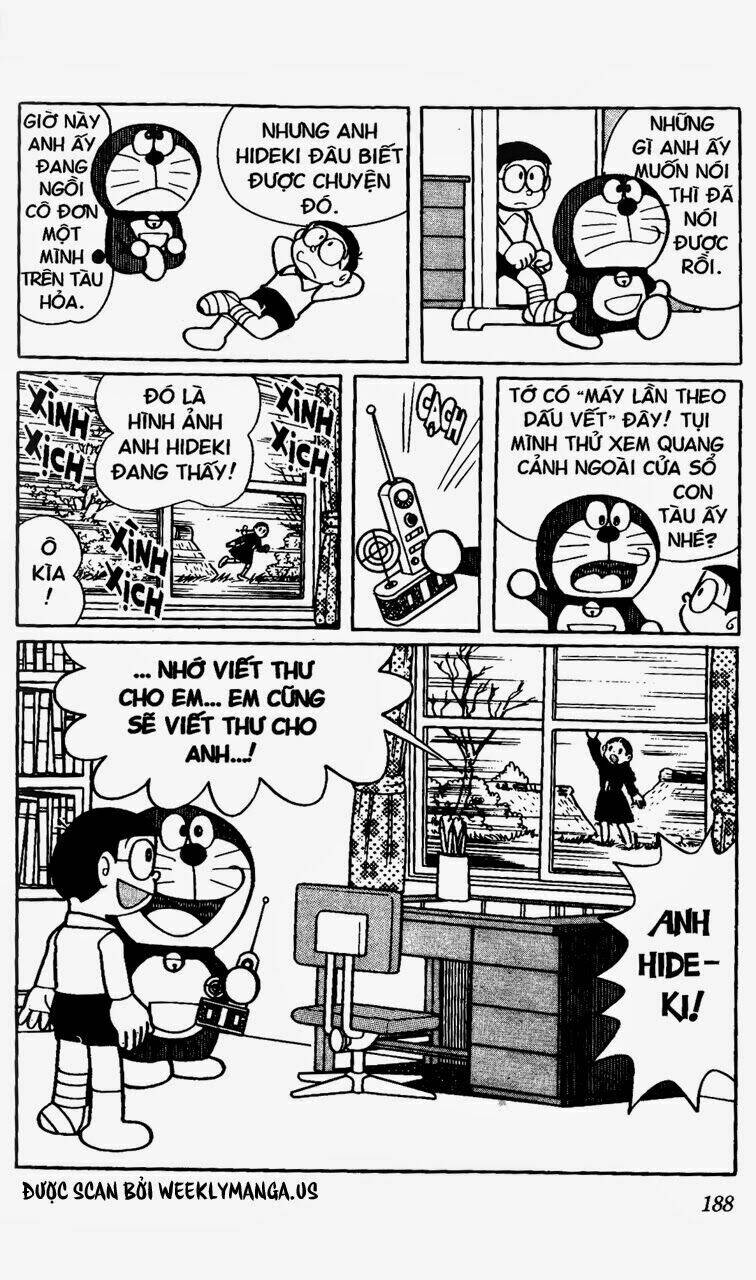 NHỮNG
GÌ ANH ẤY
MUỐN NÓI
THÌ ĐÃ
NÓI
ĐƯỢC
RỒI.
NHƯNG ANH
HIDEKI ĐÂU BIẾT
ĐƯỢC CHUYỆN
ĐÓ.
GIỜ NÀY
ANH ẤY
ĐANG
NGỒI
CÔ ĐƠN
MỘT
MÌNH
TRÊN TÀU
HỎA.
TỚ CÓ "MÁY LẦN THEO
DẤU VẾT" ĐÂY! TỤI
MÌNH THỬ XEM QUANG
CẢNH NGOÀI CỬA SỔ
CON
TÀU ẤY
NHÉ?
CẠCH
XÌNH
XỊCH
ĐÓ LÀ
HÌNH ẢNH
ANH HIDEKI
ĐANG THẤY!
XÌNH
XỊCH
XÌNH
XỊCH
Ô
KÌA
!
... NHỚ VIẾT THƯ
CHO EM... EM CŨNG
SẼ VIẾT THƯ CHO
ANH...!
ANH
HIDE-
KI!
ĐƯỢC SCAN BỞI WEEKLYMANGA.US
188